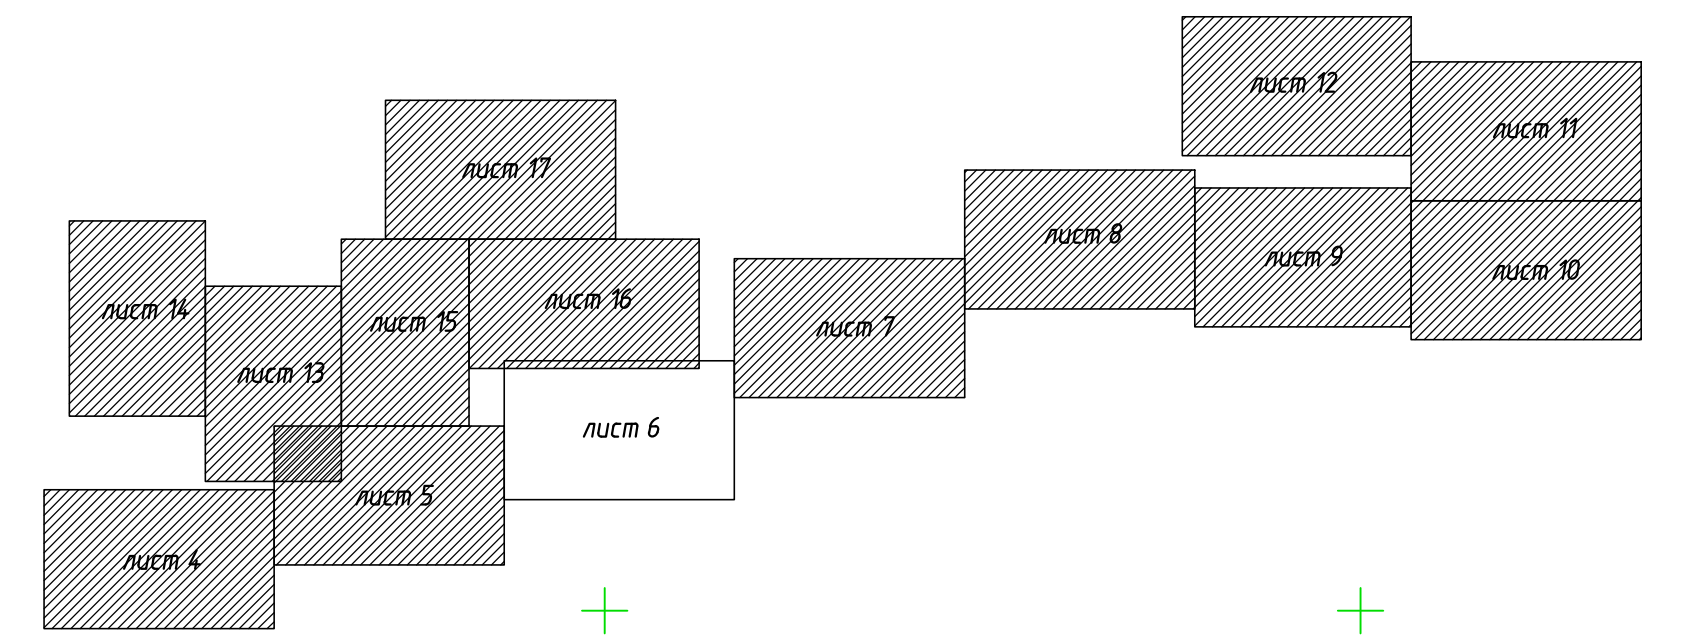 лист 12
лист 11
лист 17
лист 8
лист 9
лист 10
лист 14
лист 16
лист 15
лист 7
лист 13
лист 6
лист 5
лист 4